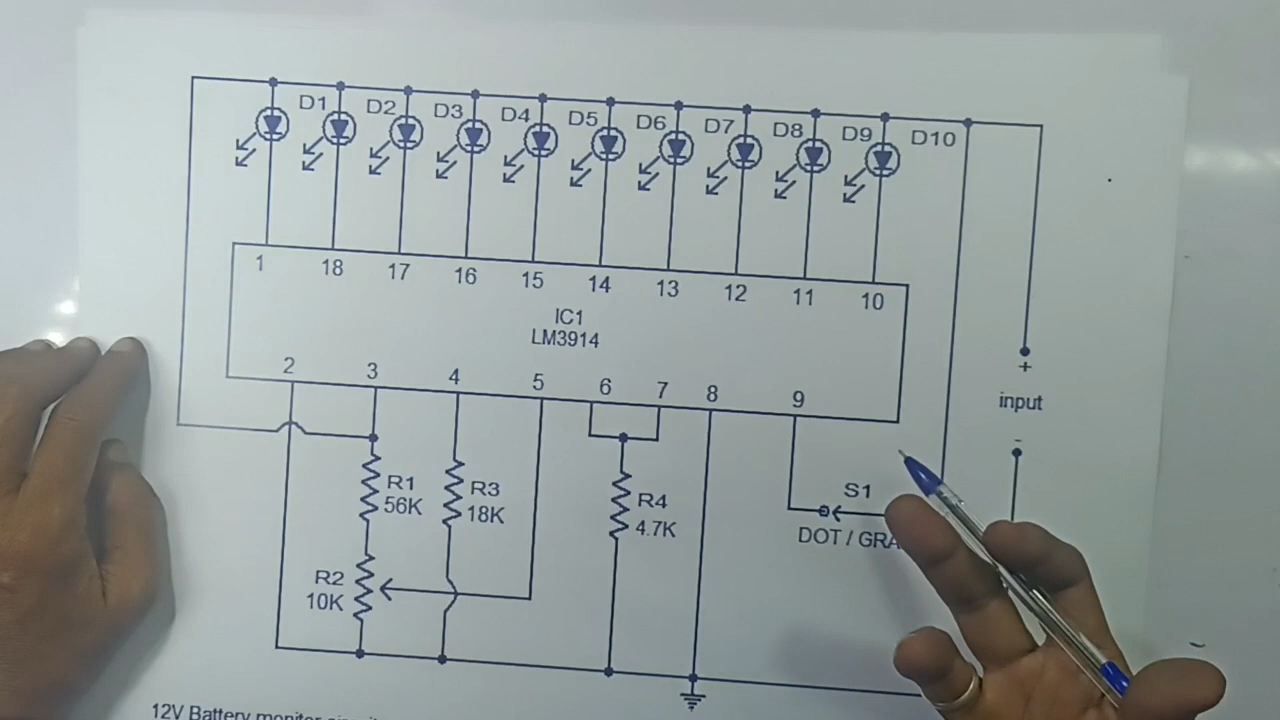 D1 D2 D3 D4 D5 D6 D7 D8 D9 D10
1 18 17 16 15 14 13 12 11 10
IC1
LM3914
2 3 4 5 6 7 8 9
+
input
-
R1
56K
R3
18K
R4
4.7K
S1
DOT / GRA
R2
10K
12V Battery monitor